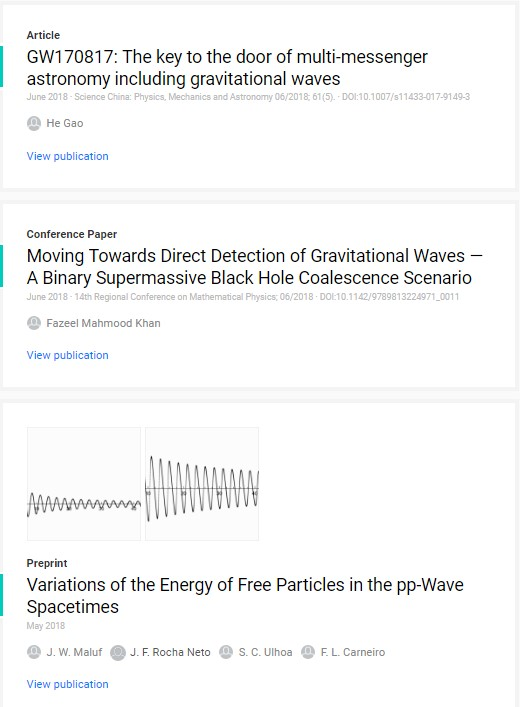 Article
GW170817: The key to the door of multi-messenger
astronomy including gravitational waves
June 2018 · Science China: Physics, Mechanics and Astronomy 06/2018; 61(5). · DOI:10.1007/s11433-017-9149-3
He Gao
View publication
Conference Paper
Moving Towards Direct Detection of Gravitational Waves —
A Binary Supermassive Black Hole Coalescence Scenario
June 2018 · 14th Regional Conference on Mathematical Physics; 06/2018 · DOI:10.1142/9789813224971_0011
Fazeel Mahmood Khan
View publication
Preprint
Variations of the Energy of Free Particles in the pp-Wave
Spacetimes
May 2018
J. W. Maluf J. F. Rocha Neto S. C. Ulhoa F. L. Carneiro
View publication